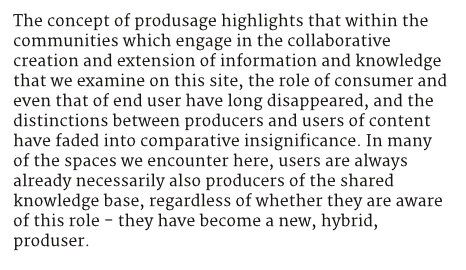 The concept of produsage highlights that within the
communities which engage in the collaborative
creation and extension of information and knowledge
that we examine on this site, the role of consumer and
even that of end user have long disappeared, and the
distinctions between producers and users of content
have faded into comparative insignificance. In many
of the spaces we encounter here, users are always
already necessarily also producers of the shared
knowledge base, regardless of whether they are aware
of this role – they have become a new, hybrid,
produser.